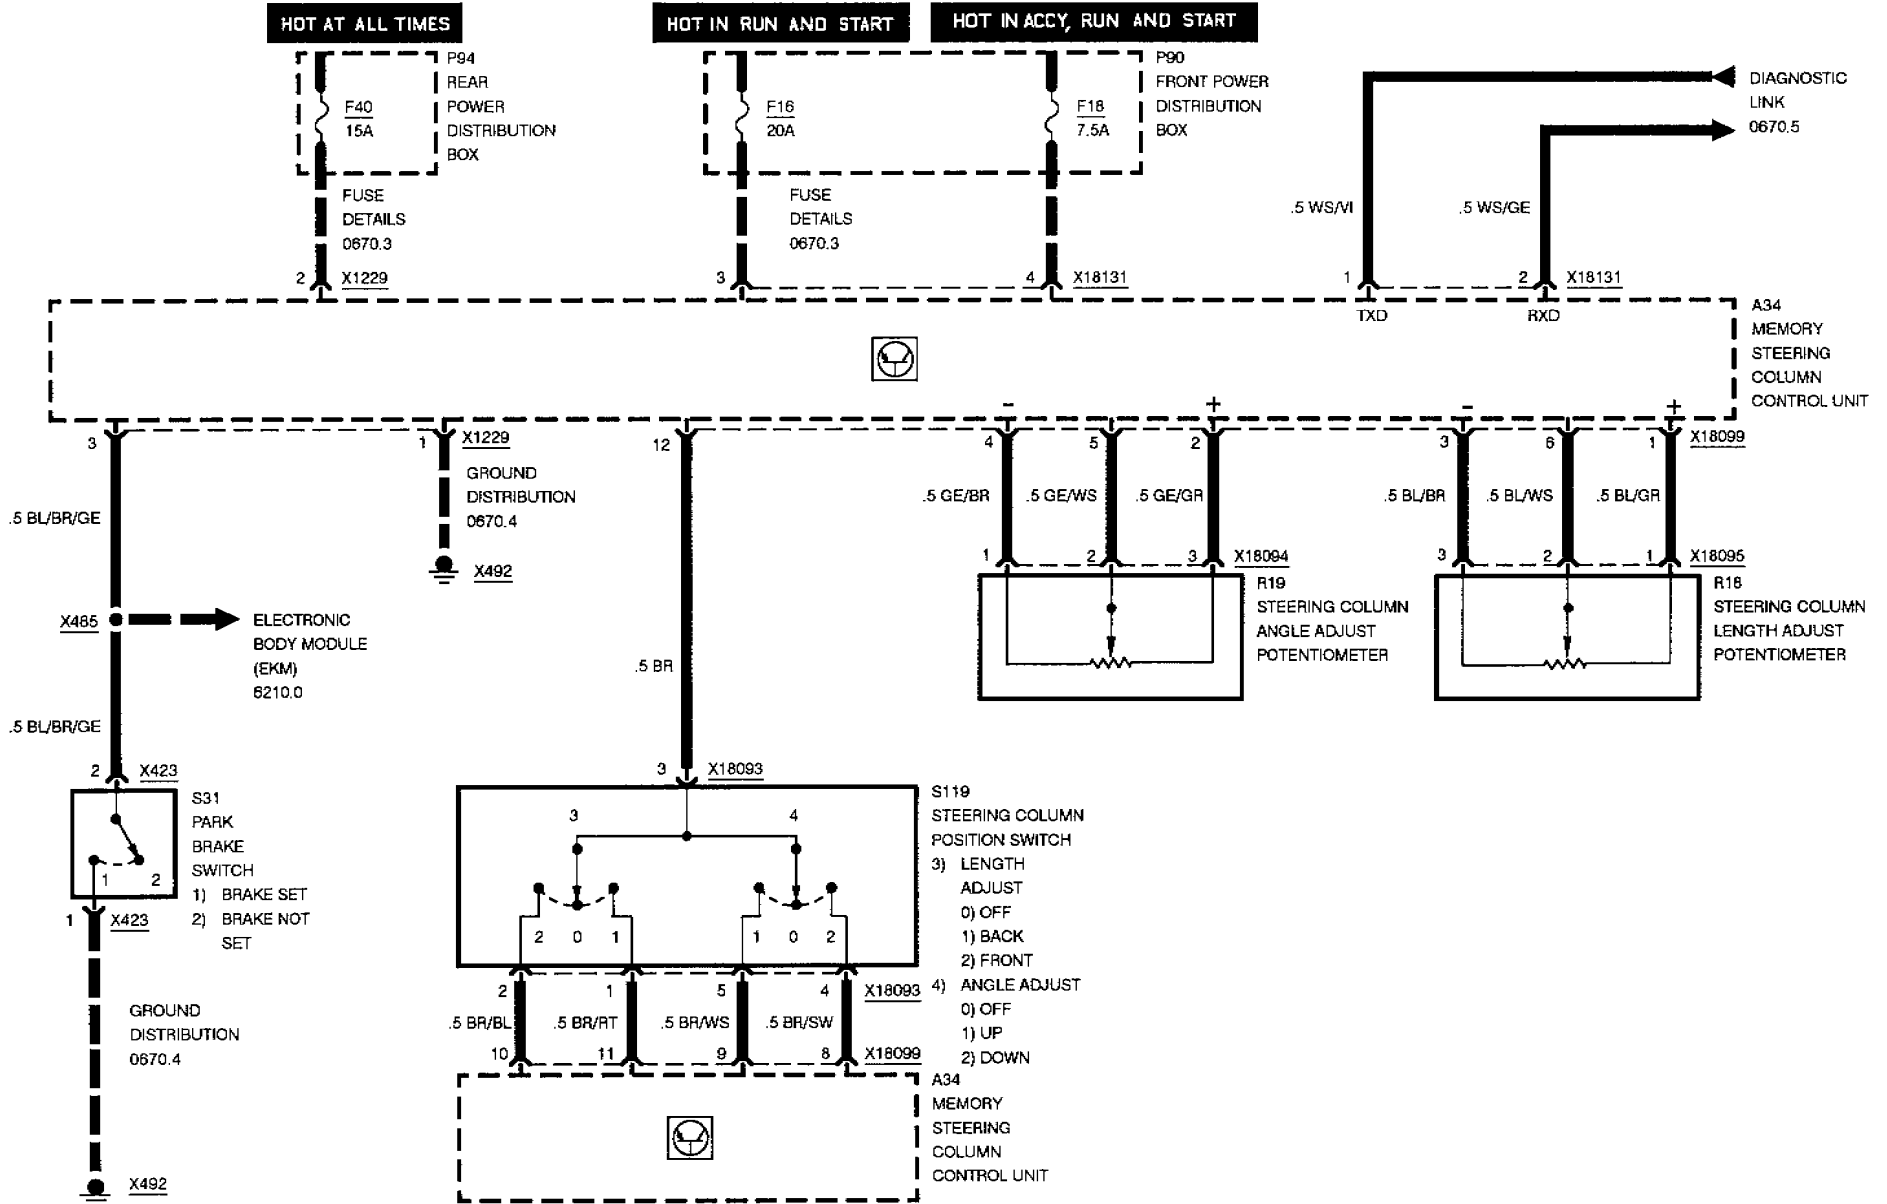 HOT AT ALL TIMES
HOT IN RUN AND START
HOT IN ACCY, RUN AND START
P94
REAR
POWER
DISTRIBUTION
BOX
F40
15A
F16
20A
F18
7.5A
P90
FRONT POWER
DISTRIBUTION
BOX
DIAGNOSTIC
LINK
0670.5
FUSE
DETAILS
0670.3
FUSE
DETAILS
0670.3
.5 WS/VI
.5 WS/GE
2
X1229
3
4
X18131
1
2
X18131
TXD
RXD
A34
MEMORY
STEERING
COLUMN
CONTROL UNIT
-
+
-
+
3
1
X1229
12
4
5
2
3
6
1
X18099
GROUND
DISTRIBUTION
0670.4
.5 BL/BR/GE
.5 GE/BR
.5 GE/WS
.5 GE/GR
.5 BL/BR
.5 BL/WS
.5 BL/GR
X492
1
2
3
X18094
3
2
1
X18095
R19
STEERING COLUMN
ANGLE ADJUST
POTENTIOMETER
R18
STEERING COLUMN
LENGTH ADJUST
POTENTIOMETER
X485
ELECTRONIC
BODY MODULE
(EKM)
6210.0
.5 BR
.5 BL/BR/GE
2
X423
3
X18093
S31
PARK
BRAKE
SWITCH
1) BRAKE SET
2) BRAKE NOT
SET
1
2
1
X423
3
4
2
0
1
1
0
2
S119
STEERING COLUMN
POSITION SWITCH
3) LENGTH
ADJUST
0) OFF
1) BACK
2) FRONT
4) ANGLE ADJUST
0) OFF
1) UP
2) DOWN
2
1
5
4
X18093
.5 BR/BL
.5 BR/RT
.5 BR/WS
.5 BR/SW
10
11
9
8
X18099
GROUND
DISTRIBUTION
0670.4
A34
MEMORY
STEERING
COLUMN
CONTROL UNIT
X492